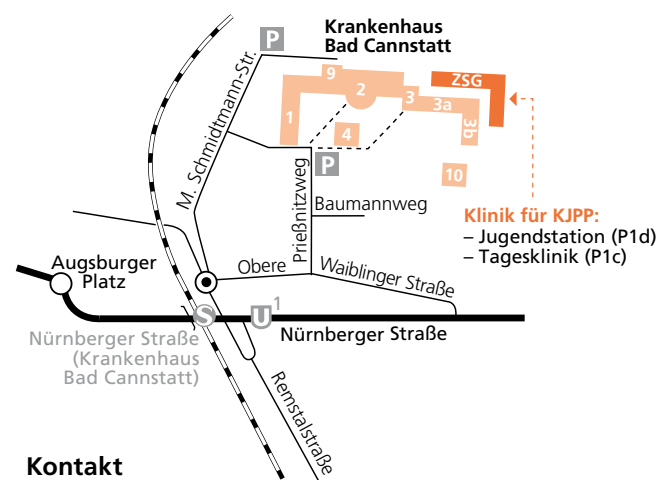 Krankenhaus
Bad Cannstatt
P
M. Schmidtmann-Str.
9
2
ZSG
3
3a
1
4
3b
P
10
Prießnitzweg
Baumannweg
Klinik für KJPP:
– Jugendstation (P1d)
– Tagesklinik (P1c)
Augsburger
Platz
Obere
Waiblinger Straße
S
U
1
Nürnberger Straße
(Krankenhaus
Bad Cannstatt)
Nürnberger Straße
Remstalstraße
Kontakt